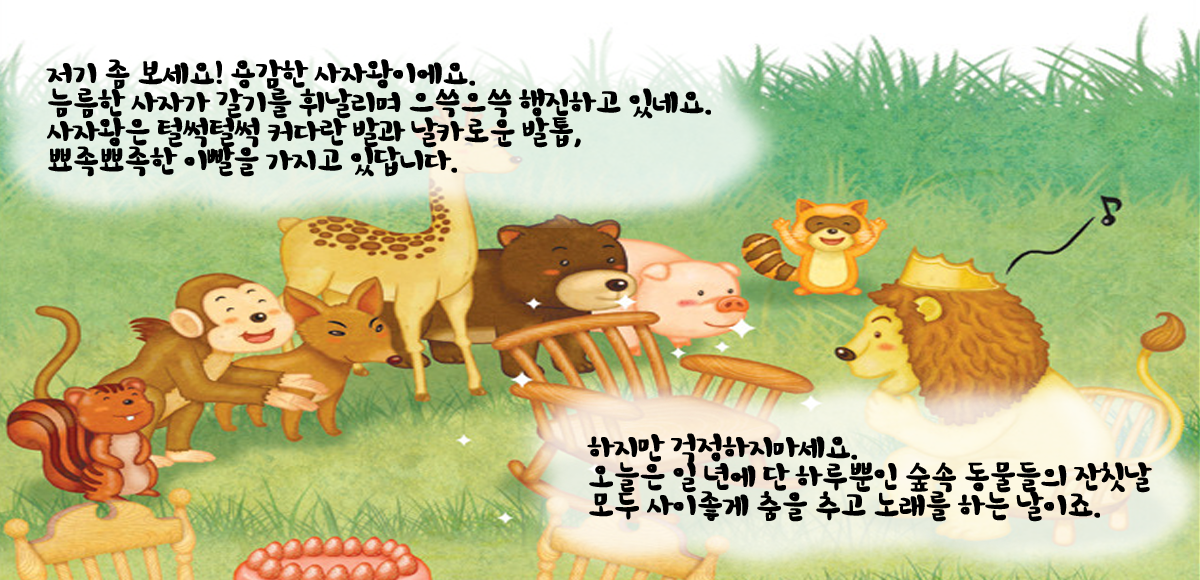 저기 좀 보세요! 용감한 사자왕이에요.
늠름한 사자가 갈기를 휘날리며 으쓱으쓱 행진하고 있네요.
사자왕은 털썩털썩 커다란 발과 날카로운 발톱,
뾰족뾰족한 이빨을 가지고 있답니다.
하지만 걱정하지마세요.
오늘은 일 년에 단 하루뿐인 숲속 동물들의 잔칫날
모두 사이좋게 춤을 추고 노래를 하는 날이죠.